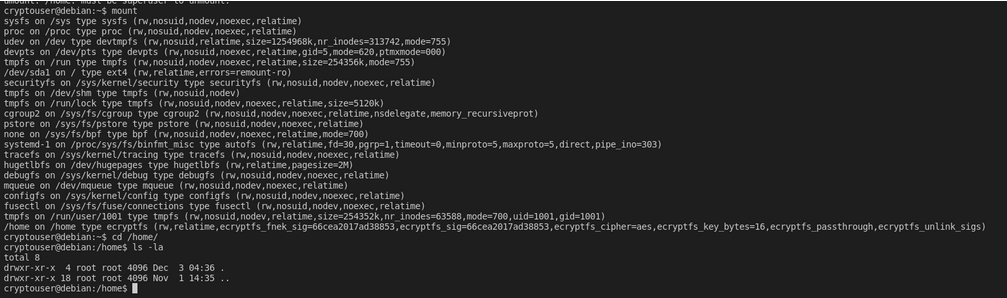 umount: /home: must be superuser to unmount.
cryptouser@debian:~$ mount
sysfs on /sys type sysfs (rw,nosuid,nodev,noexec,relatime)
proc on /proc type proc (rw,nosuid,nodev,noexec,relatime)
udev on /dev type devtmpfs (rw,nosuid,relatime,size=1254968k,nr_inodes=313742,mode=755)
devpts on /dev/pts type devpts (rw,nosuid,noexec,relatime,gid=5,mode=620,ptmxmode=000)
tmpfs on /run type tmpfs (rw,nosuid,nodev,noexec,relatime,size=254356k,mode=755)
/dev/sda1 on / type ext4 (rw,relatime,errors=remount-ro)
securityfs on /sys/kernel/security type securityfs (rw,nosuid,nodev,noexec,relatime)
tmpfs on /dev/shm type tmpfs (rw,nosuid,nodev)
tmpfs on /run/lock type tmpfs (rw,nosuid,nodev,noexec,relatime,size=5120k)
cgroup2 on /sys/fs/cgroup type cgroup2 (rw,nosuid,nodev,noexec,relatime,nsdelegate,memory_recursiveprot)
pstore on /sys/fs/pstore type pstore (rw,nosuid,nodev,noexec,relatime)
none on /sys/fs/bpf type bpf (rw,nosuid,nodev,noexec,relatime,mode=700)
systemd-1 on /proc/sys/fs/binfmt_misc type autofs (rw,relatime,fd=30,pgrp=1,timeout=0,minproto=5,maxproto=5,direct,pipe_ino=303)
tracefs on /sys/kernel/tracing type tracefs (rw,nosuid,nodev,noexec,relatime)
hugetlbfs on /dev/hugepages type hugetlbfs (rw,relatime,pagesize=2M)
debugfs on /sys/kernel/debug type debugfs (rw,nosuid,nodev,noexec,relatime)
mqueue on /dev/mqueue type mqueue (rw,nosuid,nodev,noexec,relatime)
configfs on /sys/kernel/config type configfs (rw,nosuid,nodev,noexec,relatime)
fusectl on /sys/fs/fuse/connections type fusectl (rw,nosuid,nodev,noexec,relatime)
tmpfs on /run/user/1001 type tmpfs (rw,nosuid,nodev,relatime,size=254352k,nr_inodes=63588,mode=700,uid=1001,gid=1001)
/home on /home type ecryptfs (rw,relatime,ecryptfs_fnek_sig=66cea2017ad38853,ecryptfs_sig=66cea2017ad38853,ecryptfs_cipher=aes,ecryptfs_key_bytes=16,ecryptfs_passthrough,ecryptfs_unlink_sigs)
cryptouser@debian:~$ cd /home/
cryptouser@debian:/home$ ls -la
total 8
drwxr-xr-x  4 root root 4096 Dec  3 04:36 .
drwxr-xr-x 18 root root 4096 Nov  1 14:35 ..
cryptouser@debian:/home$